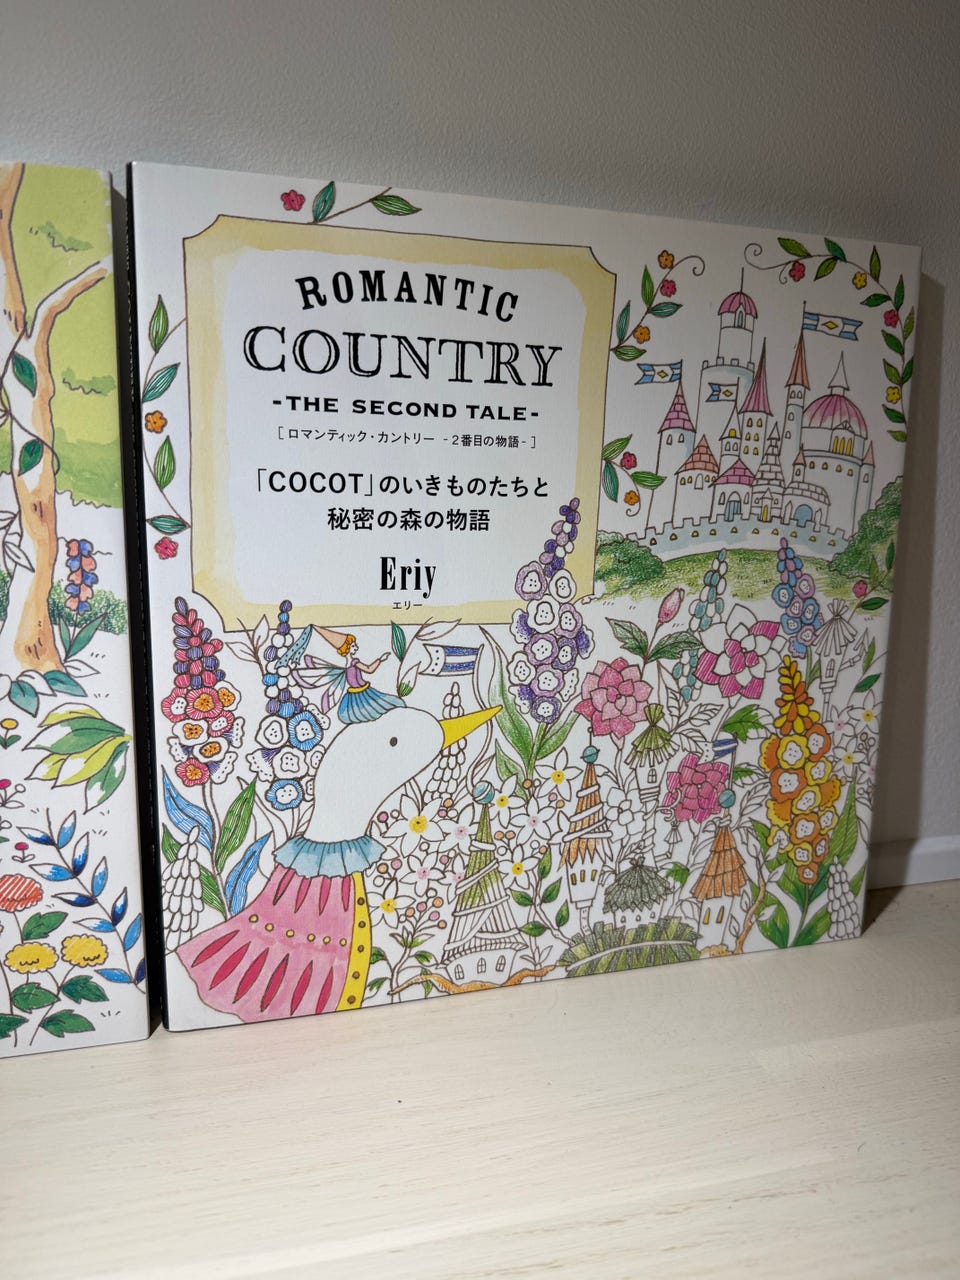 ROMANTIC
COUNTRY
-THE SECOND TALE-
[ロマンティック・カントリー -2番目の物語-]
「COCOT」のいきものたちと
秘密の森の物語
Eriy
エリー